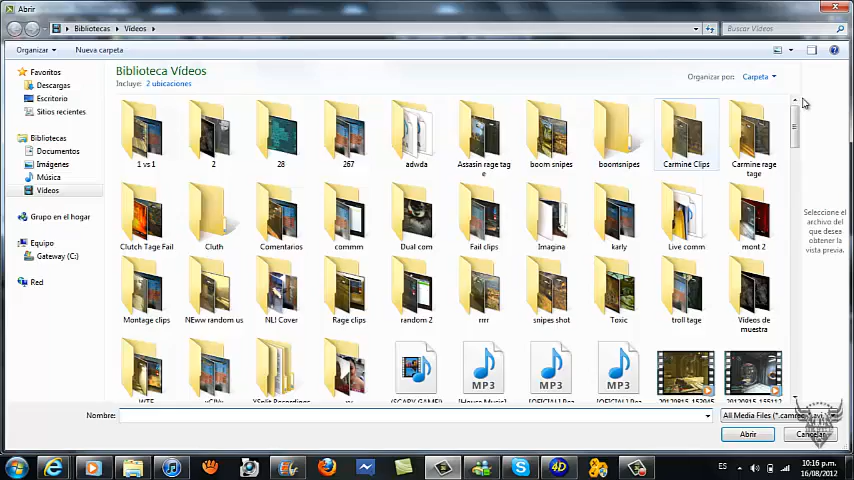 Abrir
Bibliotecas ▸ Vídeos ▸
Buscar Vídeos
Organizar
Nueva carpeta
Favoritos
Descargas
Escritorio
Sitios recientes
Bibliotecas
Documentos
Imágenes
Música
Vídeos
Grupo en el hogar
Equipo
Gateway (C:)
Red
Biblioteca Vídeos
Incluye: 2 ubicaciones
Organizar por: Carpeta
1 vs 1
2
28
267
adwda
Assasin rage tag
e
boom snipes
boomsnipes
Carmine Clips
Carmine rage
tage
Clutch Tage Fail
Cluth
Comentarios
commm
Dual com
Fail clips
Imagina
karly
Live comm
mont 2
Montage clips
NEww random us
NL! Cover
Rage clips
random 2
rrrr
snipes shot
Toxic
troll tage
Vídeos de
muestra
MP3
MP3
MP3
Seleccione el
archivo del
que desea
obtener la
vista previa.
Nombre:
All Media Files (*.camrec
Abrir
Cancelar
ES
10:16 p.m.
16/08/2012